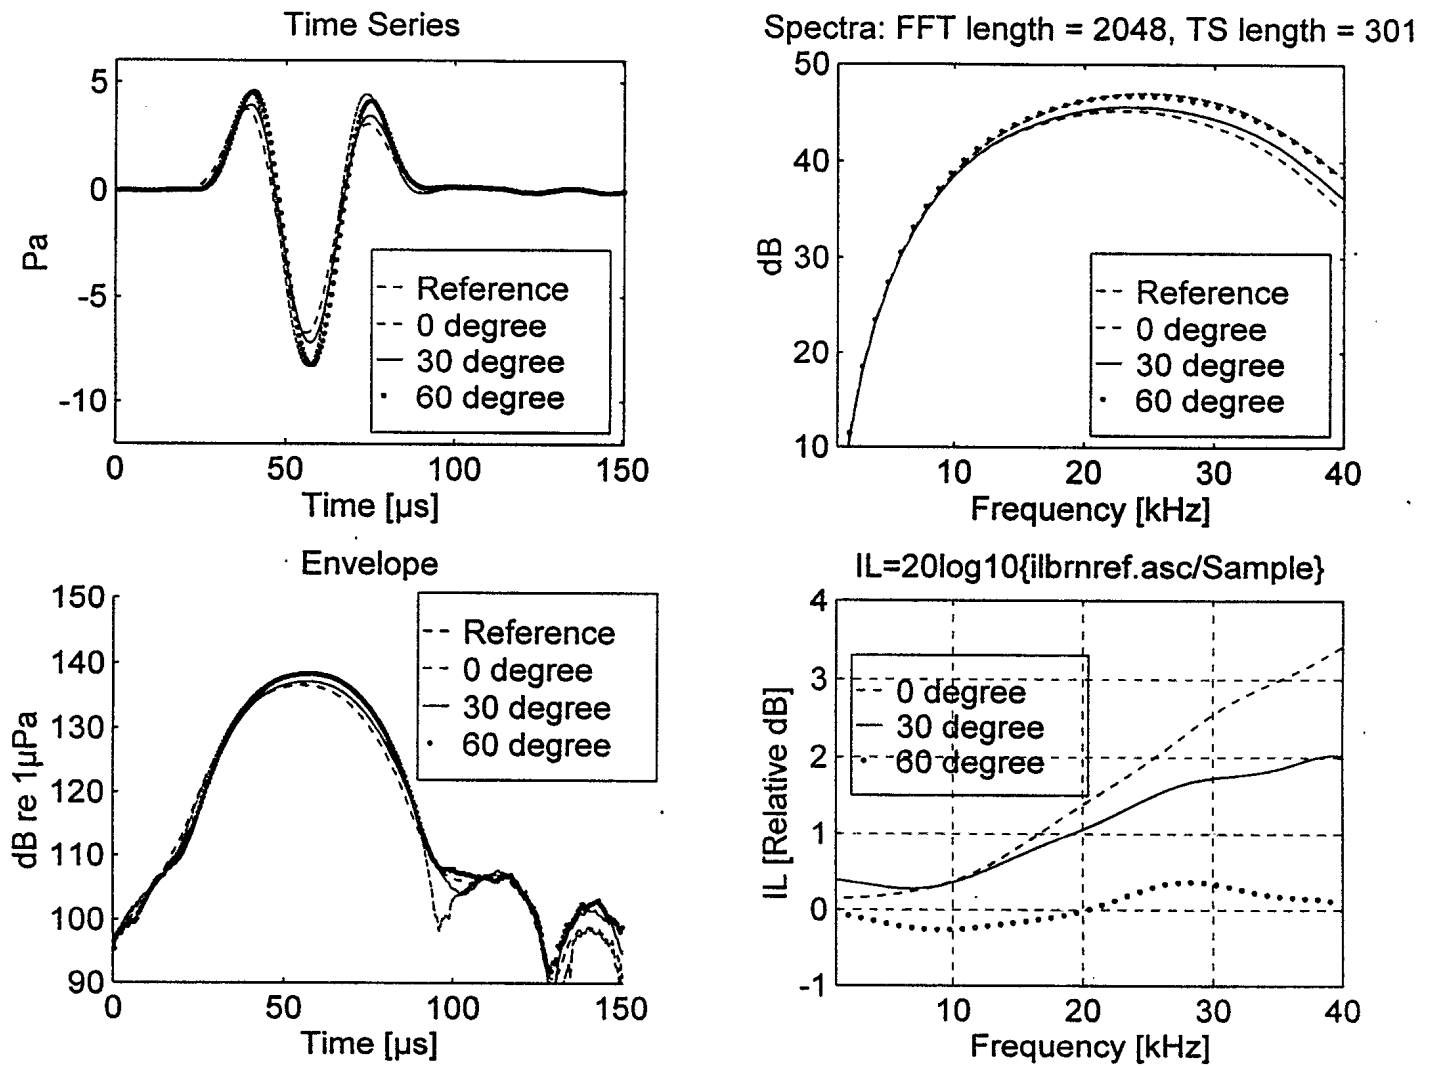 Time Series
5
0
-5
-10
Pa
Reference
0 degree
30 degree
60 degree
0
50
100
150
Time [µs]
Spectra: FFT length = 2048, TS length = 301
50
40
30
20
10
dB
Reference
0 degree
30 degree
60 degree
10
20
30
40
Frequency [kHz]
Envelope
150
140
130
120
110
100
90
dB re 1µPa
Reference
0 degree
30 degree
60 degree
0
50
100
150
Time [µs]
IL=20log10{ilbrnref.asc/Sample}
4
3
2
1
0
-1
IL [Relative dB]
0 degree
30 degree
60 degree
10
20
30
40
Frequency [kHz]